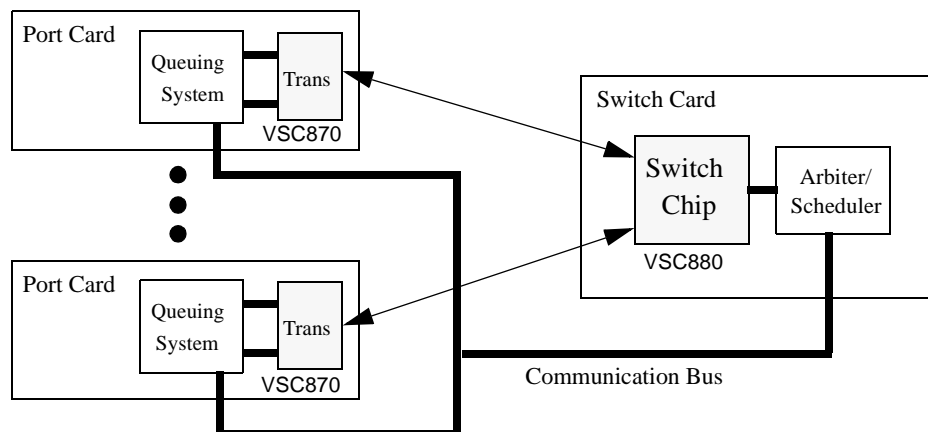 Port Card
Queuing
System
Trans
VSC870
Switch Card
Switch
Chip
VSC880
Arbiter/
Scheduler
Port Card
Queuing
System
Trans
VSC870
Communication Bus